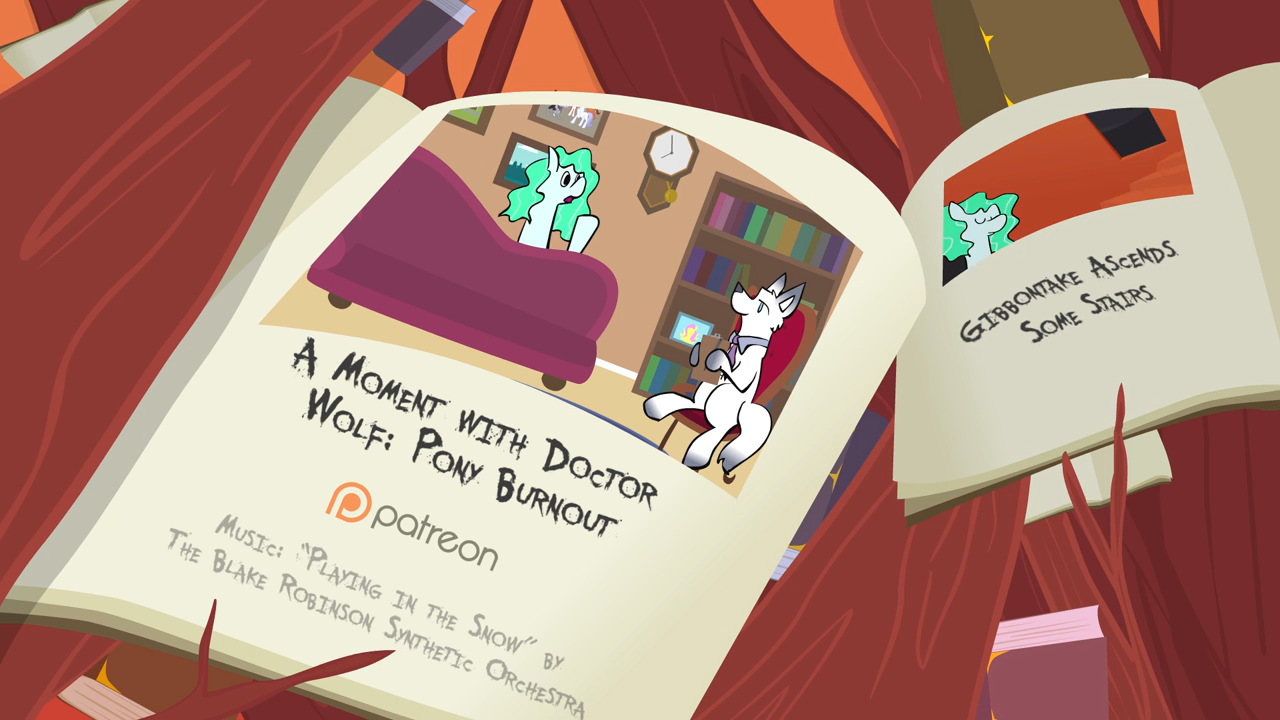 A Moment with Doctor
Wolf: Pony Burnout
patreon
Music: "Playing in the Snow" by
The Blake Robinson Synthetic Orchestra
Gibbontake Ascends
Some Stairs